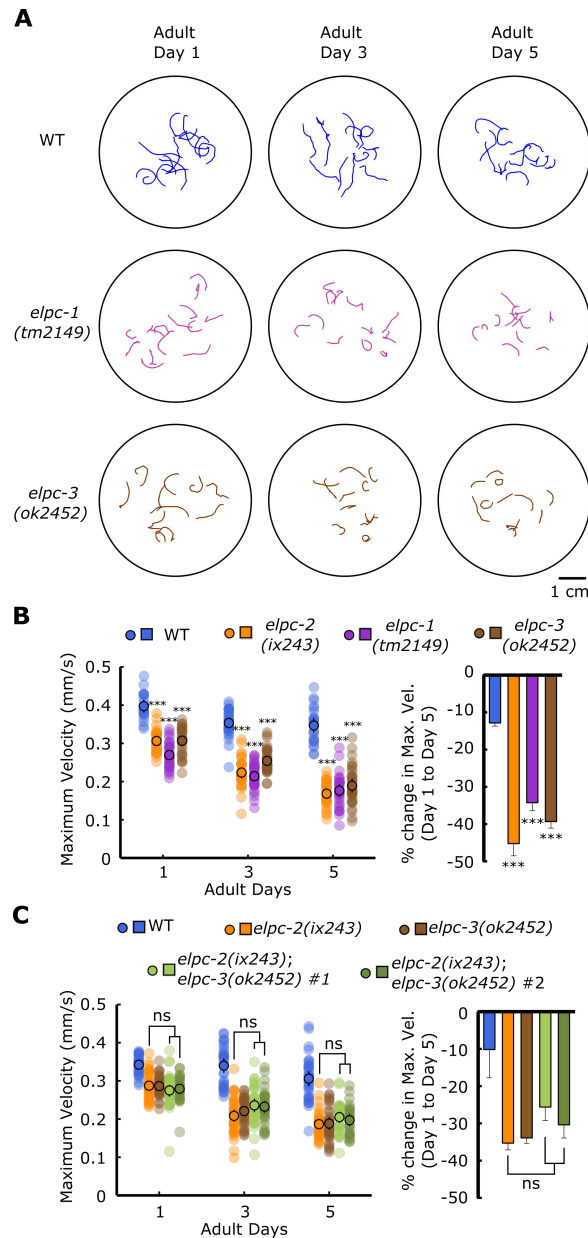 A
Adult
Day 1
Adult
Day 3
Adult
Day 5
WT
elpc-1
(tm2149)
elpc-3
(ok2452)
1 cm
B
WT
elpc-2
(ix243)
elpc-1
(tm2149)
elpc-3
(ok2452)
Maximum Velocity (mm/s)
0.5
0.4
0.3
0.2
0.1
0
*** *** ***
*** *** ***
*** *** ***
1 3 5
Adult Days
% change in Max. Vel.
(Day 1 to Day 5)
0
-10
-20
-30
-40
-50
*** *** ***
C
WT
elpc-2(ix243)
elpc-3(ok2452)
elpc-2(ix243);
elpc-3(ok2452) #1
elpc-2(ix243);
elpc-3(ok2452) #2
Maximum Velocity (mm/s)
0.5
0.4
0.3
0.2
0.1
0
ns ns ns
1 3 5
Adult Days
% change in Max. Vel.
(Day 1 to Day 5)
0
-10
-20
-30
-40
-50
ns